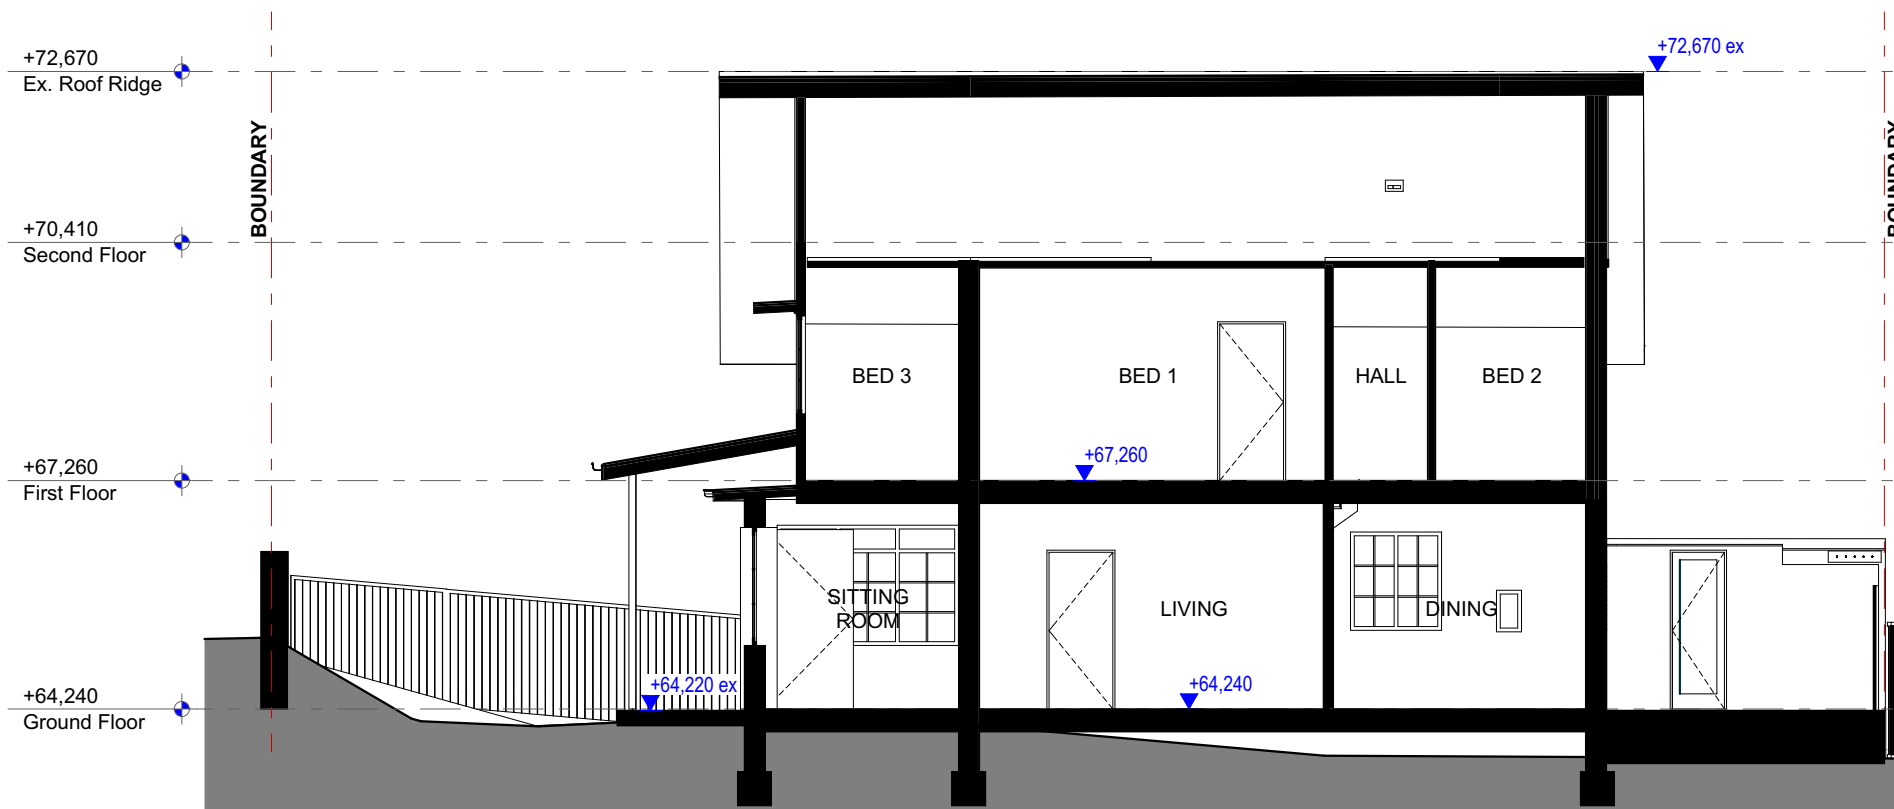 +72,670
Ex. Roof Ridge
+72,670 ex
BOUNDARY
BOUNDARY
+70,410
Second Floor
BED 3
BED 1
HALL
BED 2
+67,260
First Floor
+67,260
SITTING
ROOM
LIVING
DINING
+64,240
Ground Floor
+64,220 ex
+64,240